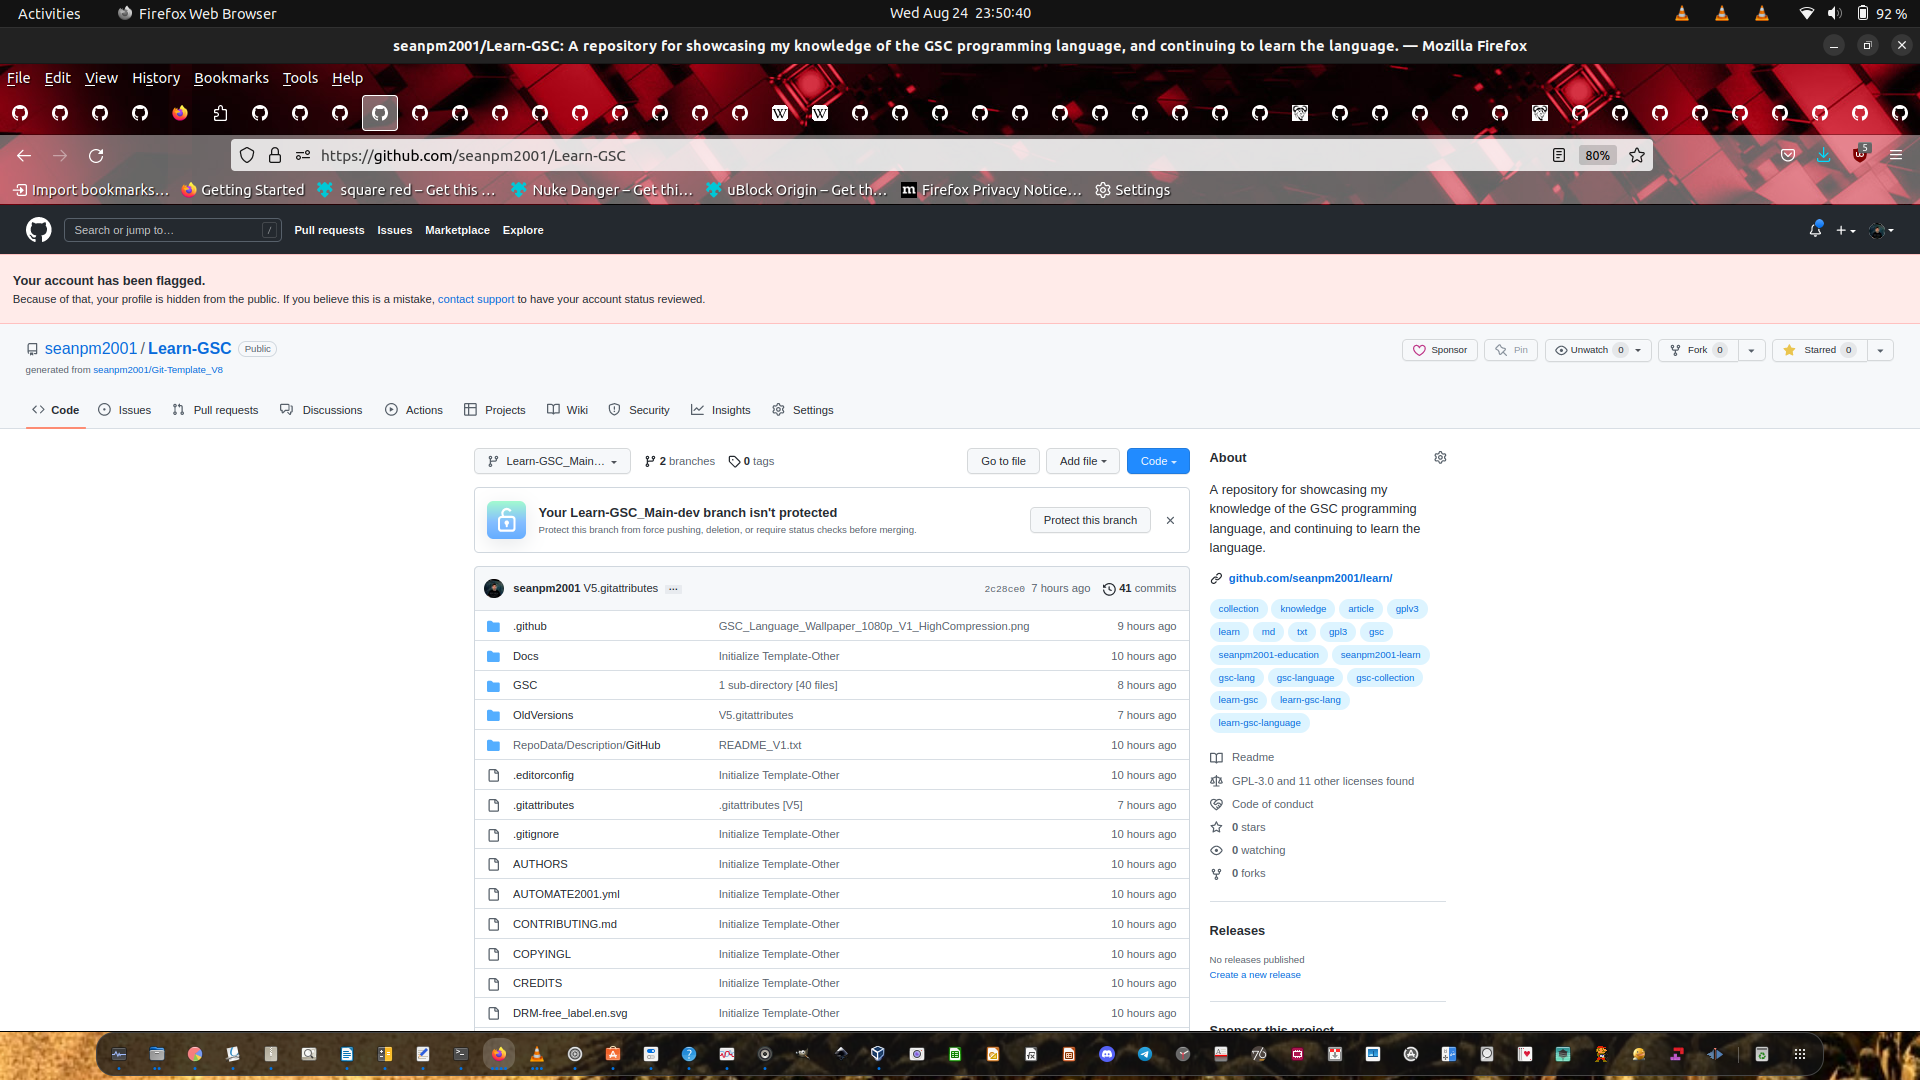 Activities Firefox Web Browser Wed Aug 24 23:50:40 92 %
seanpm2001/Learn-GSC: A repository for showcasing my knowledge of the GSC programming language, and continuing to learn the language. — Mozilla Firefox
File Edit View History Bookmarks Tools Help
https://github.com/seanpm2001/Learn-GSC 80% 5
Import bookmarks… Getting Started square red – Get this … Nuke Danger – Get thi… uBlock Origin – Get th… Firefox Privacy Notice… Settings
Search or jump to… / Pull requests Issues Marketplace Explore
Your account has been flagged.
Because of that, your profile is hidden from the public. If you believe this is a mistake, contact support to have your account status reviewed.
seanpm2001 / Learn-GSC Public Sponsor Pin Unwatch 0 Fork 0 Starred 0
generated from seanpm2001/Git-Template_V8
Code Issues Pull requests Discussions Actions Projects Wiki Security Insights Settings
Learn-GSC_Main… 2 branches 0 tags Go to file Add file Code
Your Learn-GSC_Main-dev branch isn't protected
Protect this branch from force pushing, deletion, or require status checks before merging.
Protect this branch
seanpm2001 V5.gitattributes … 2c28ce0 7 hours ago 41 commits
.github GSC_Language_Wallpaper_1080p_V1_HighCompression.png 9 hours ago
Docs Initialize Template-Other 10 hours ago
GSC 1 sub-directory [40 files] 8 hours ago
OldVersions V5.gitattributes 7 hours ago
RepoData/Description/GitHub README_V1.txt 10 hours ago
.editorconfig Initialize Template-Other 10 hours ago
.gitattributes .gitattributes [V5] 7 hours ago
.gitignore Initialize Template-Other 10 hours ago
AUTHORS Initialize Template-Other 10 hours ago
AUTOMATE2001.yml Initialize Template-Other 10 hours ago
CONTRIBUTING.md Initialize Template-Other 10 hours ago
COPYINGL Initialize Template-Other 10 hours ago
CREDITS Initialize Template-Other 10 hours ago
DRM-free_label.en.svg Initialize Template-Other 10 hours ago
About
A repository for showcasing my
knowledge of the GSC programming
language, and continuing to learn the
language.
github.com/seanpm2001/learn/
collection knowledge article gplv3
learn md txt gpl3 gsc
seanpm2001-education seanpm2001-learn
gsc-lang gsc-language gsc-collection
learn-gsc learn-gsc-lang
learn-gsc-language
Readme
GPL-3.0 and 11 other licenses found
Code of conduct
0 stars
0 watching
0 forks
Releases
No releases published
Create a new release
Sponsor this project